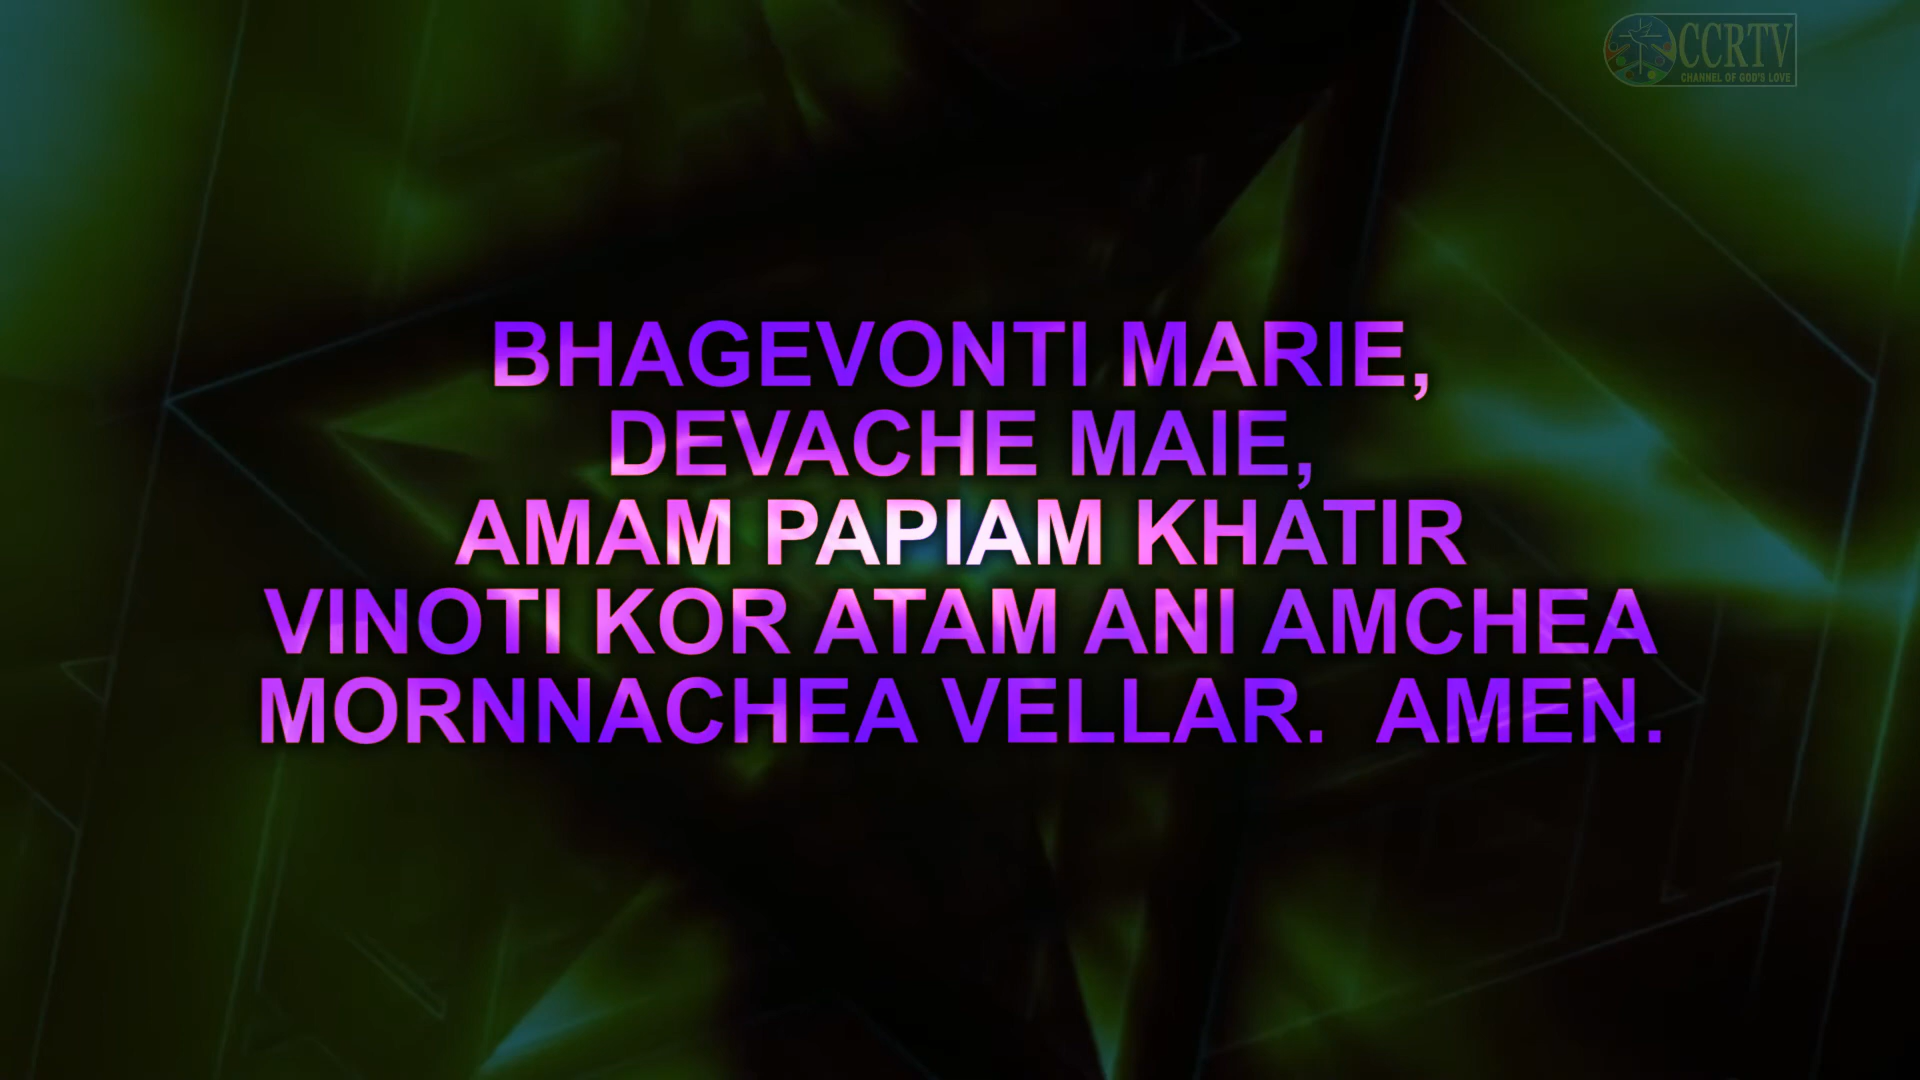 CCRTV
CHANNEL OF GOD'S LOVE
BHAGEVONTI MARIE,
DEVACHE MAIE,
AMAM PAPIAM KHATIR
VINOTI KOR ATAM ANI AMCHEA
MORNNACHEA VELLAR.  AMEN.